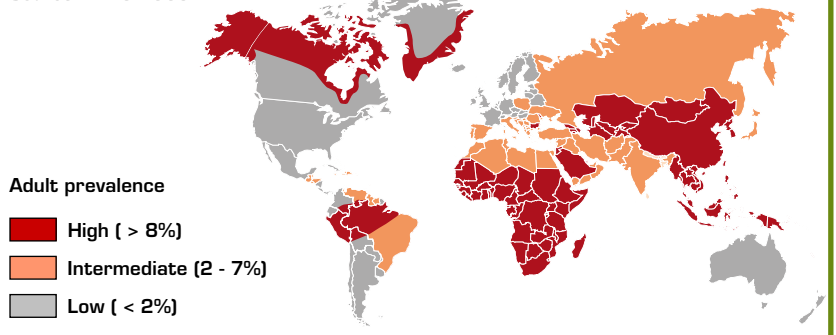 Adult prevalence
High ( > 8%)
Intermediate (2 - 7%)
Low ( < 2%)